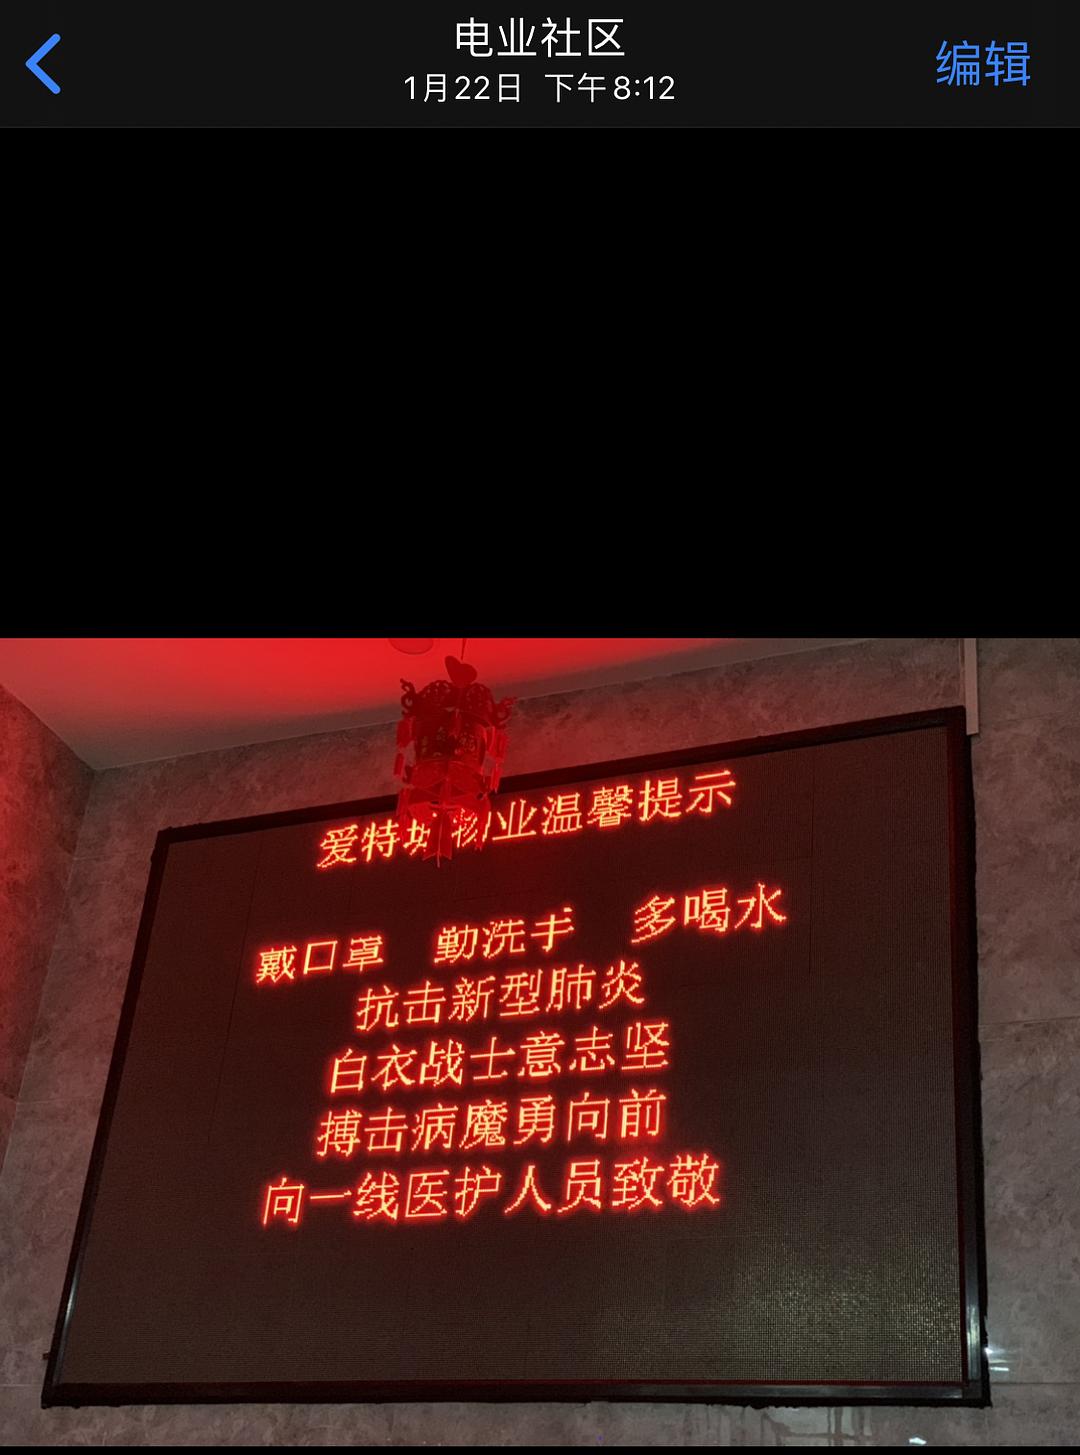 电业社区
1月22日 下午8:12
编辑
爱特城物业温馨提示
戴口罩 勤洗手 多喝水
抗击新型肺炎
白衣战士意志坚
搏击病魔勇向前
向一线医护人员致敬